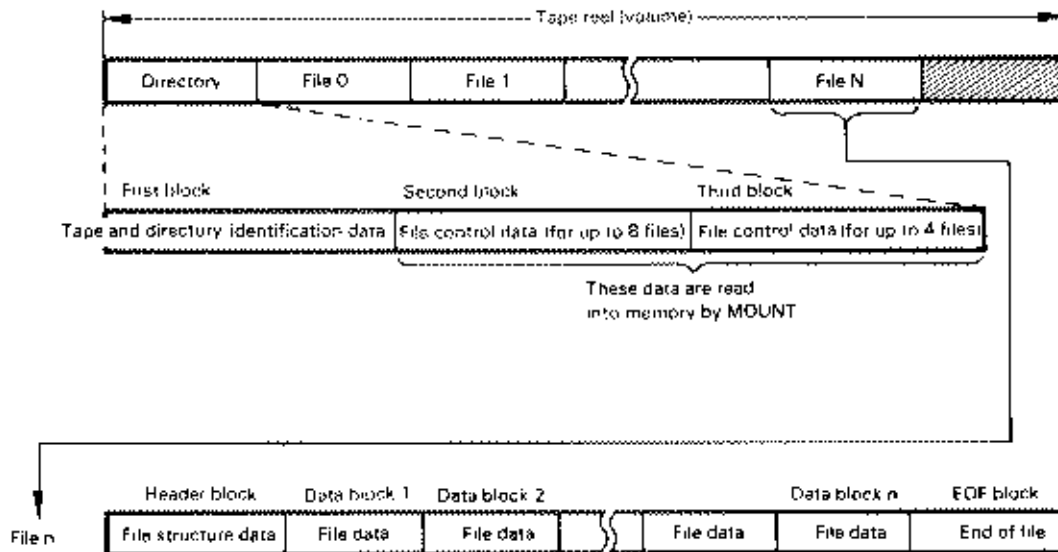 Tape reel (volume)
Directory File 0 File 1 File N
First block Second block Third block
Tape and directory identification data File control data (for up to 8 files) File control data (for up to 4 files)
These data are read
into memory by MOUNT
Header block Data block 1 Data block 2 Data block n EOF block
File n File structure data File data File data File data File data End of file